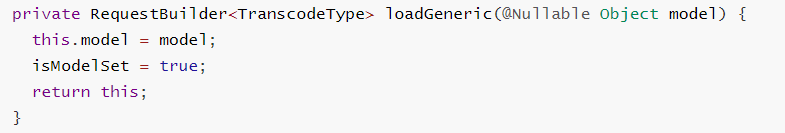 private RequestBuilder<TranscodeType> loadGeneric(@Nullable Object model) {
  this.model = model;
  isModelSet = true;
  return this;
}